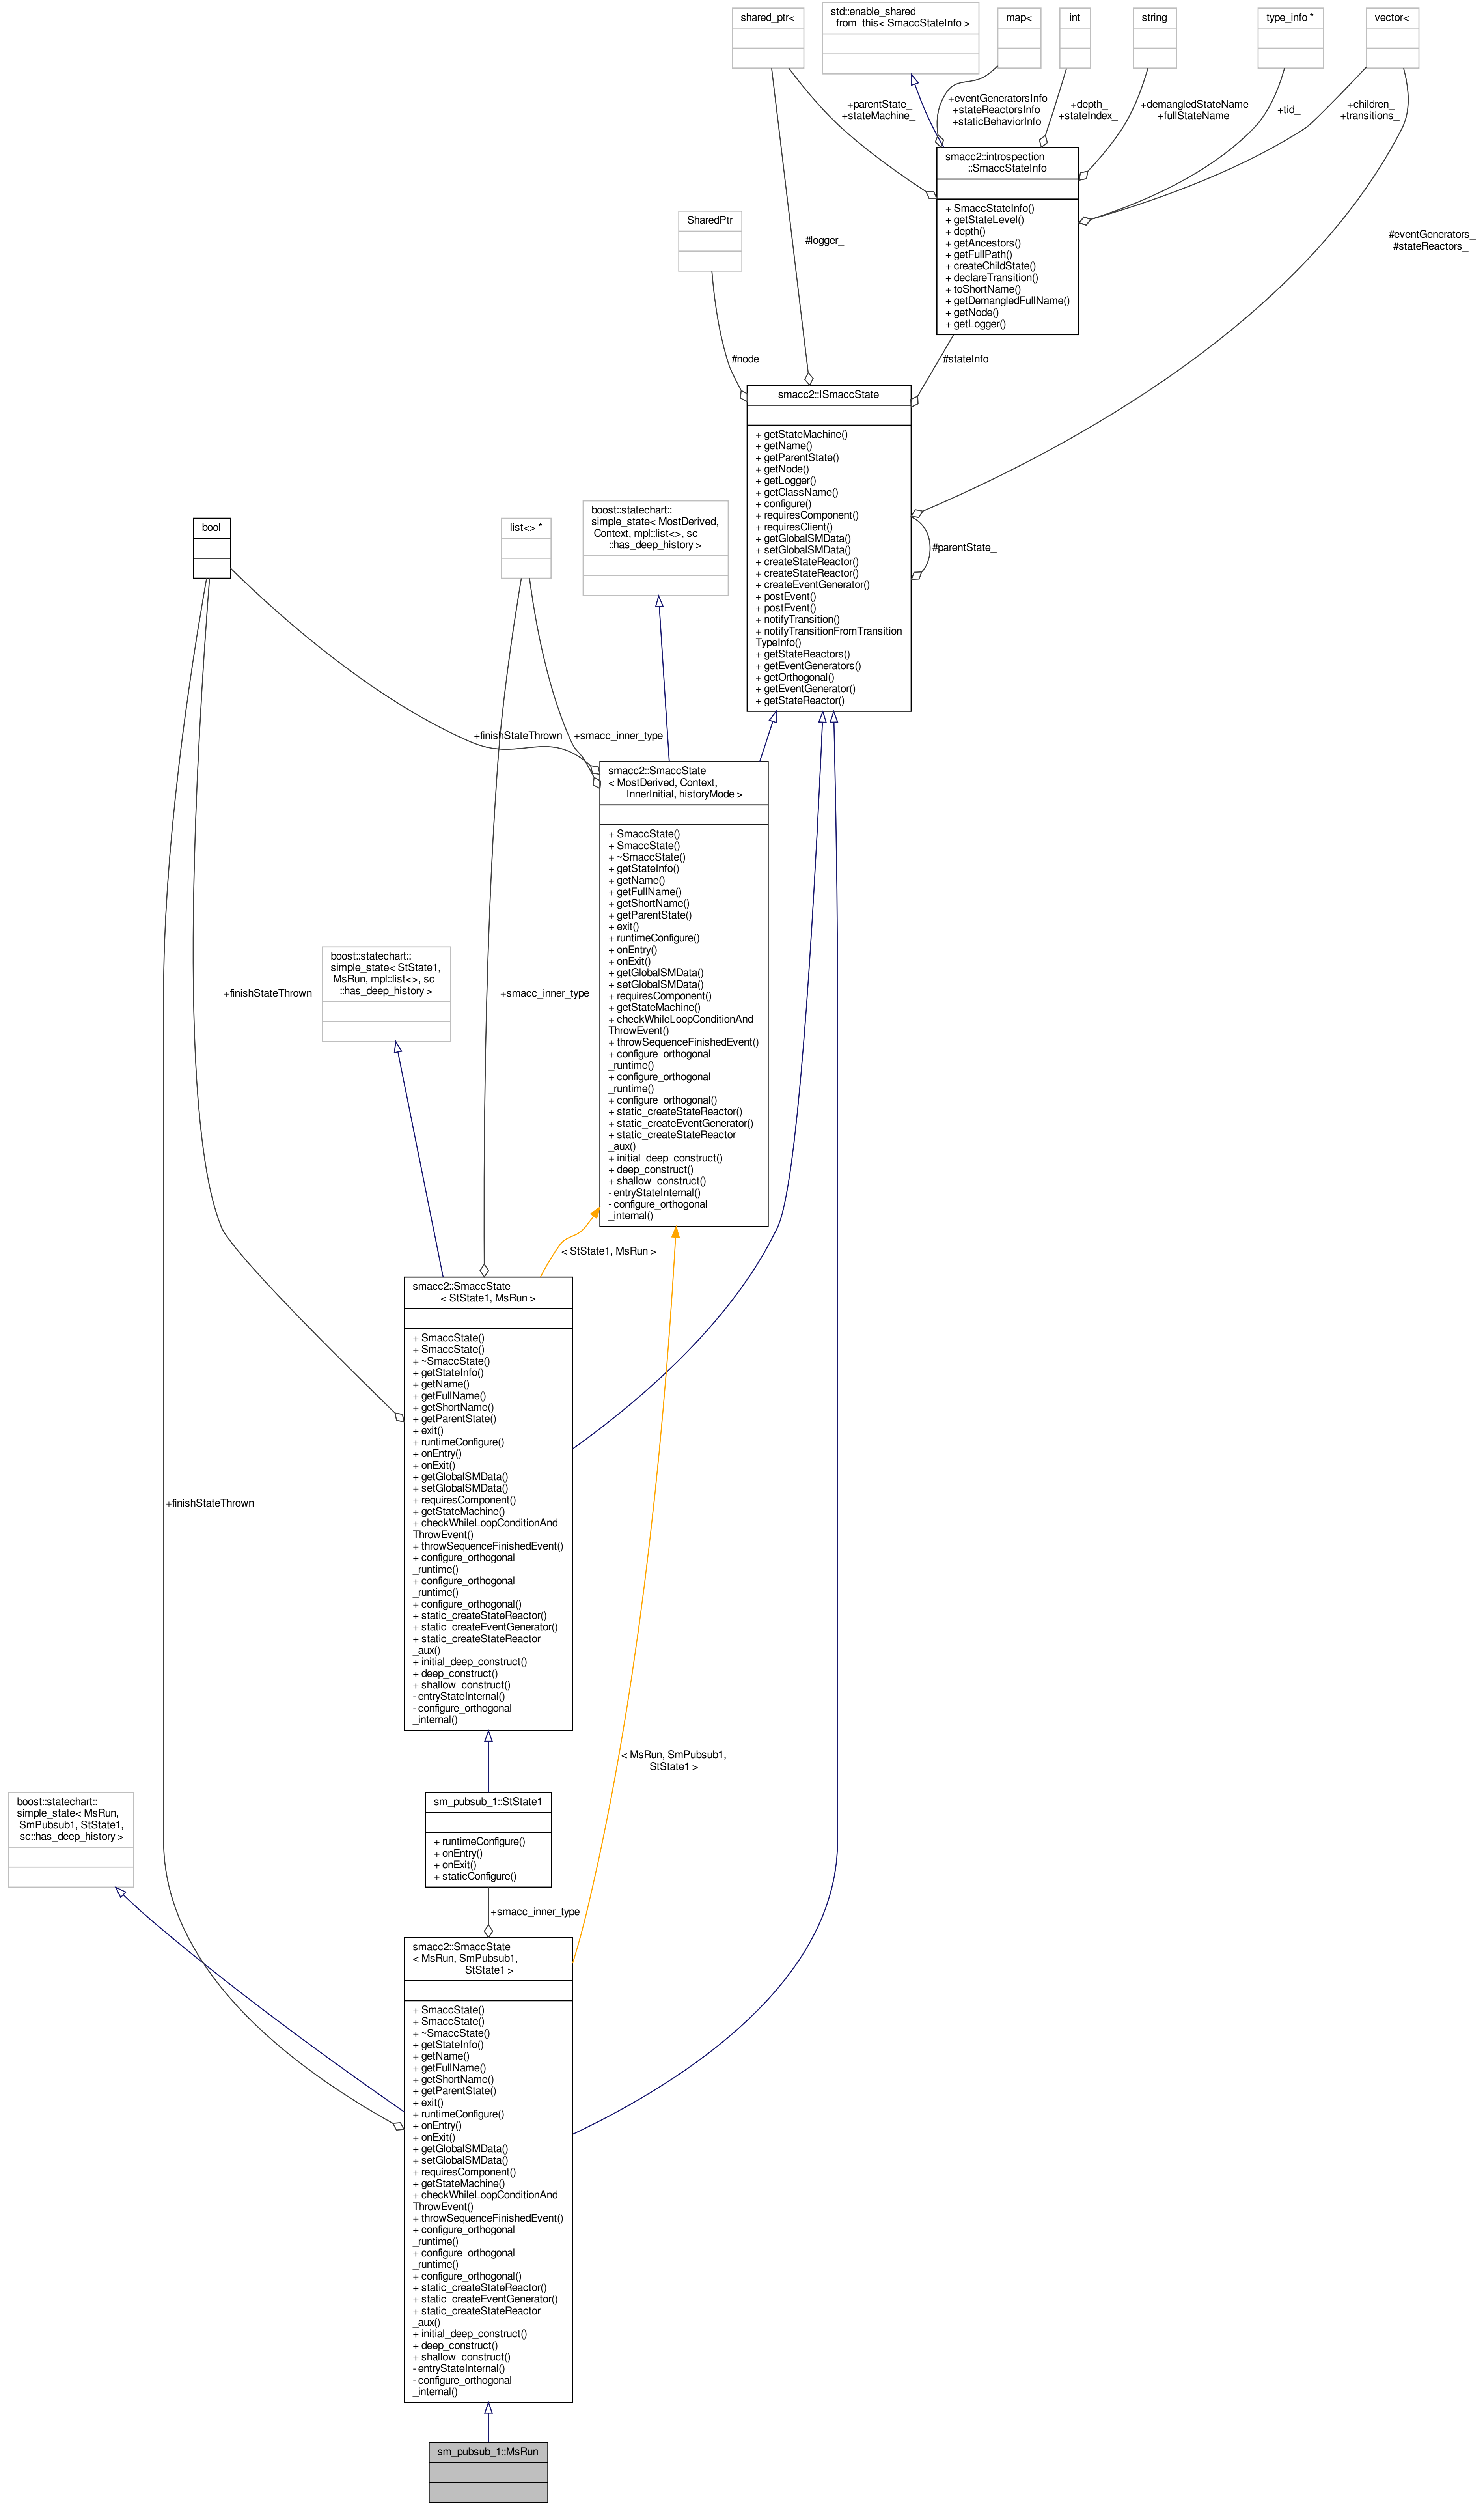 shared_ptr<
std::enable_shared
_from_this< SmaccStateInfo >
map<
int
string
type_info *
vector<
+parentState_
+stateMachine_
+eventGeneratorsInfo
+stateReactorsInfo
+staticBehaviorInfo
+depth_
+stateIndex_
+demangledStateName
+fullStateName
+tid_
+children_
+transitions_
smacc2::introspection
::SmaccStateInfo
+ SmaccStateInfo()
+ getStateLevel()
+ depth()
+ getAncestors()
+ getFullPath()
+ createChildState()
+ declareTransition()
+ toShortName()
+ getDemangledFullName()
+ getNode()
+ getLogger()
SharedPtr
#logger_
#eventGenerators_
#stateReactors_
#node_
#stateInfo_
smacc2::ISmaccState
+ getStateMachine()
+ getName()
+ getParentState()
+ getNode()
+ getLogger()
+ getClassName()
+ configure()
+ requiresComponent()
+ requiresClient()
+ getGlobalSMData()
+ setGlobalSMData()
+ createStateReactor()
+ createStateReactor()
+ createEventGenerator()
+ postEvent()
+ postEvent()
+ notifyTransition()
+ notifyTransitionFromTransition
TypeInfo()
+ getStateReactors()
+ getEventGenerators()
+ getOrthogonal()
+ getEventGenerator()
+ getStateReactor()
#parentState_
bool
list<> *
boost::statechart::
simple_state< MostDerived,
Context, mpl::list<>, sc
::has_deep_history >
+finishStateThrown
+smacc_inner_type
smacc2::SmaccState
< MostDerived, Context,
InnerInitial, historyMode >
+ SmaccState()
+ SmaccState()
+ ~SmaccState()
+ getStateInfo()
+ getName()
+ getFullName()
+ getShortName()
+ getParentState()
+ exit()
+ runtimeConfigure()
+ onEntry()
+ onExit()
+ getGlobalSMData()
+ setGlobalSMData()
+ requiresComponent()
+ getStateMachine()
+ checkWhileLoopConditionAnd
ThrowEvent()
+ throwSequenceFinishedEvent()
+ configure_orthogonal
_runtime()
+ configure_orthogonal
_runtime()
+ configure_orthogonal()
+ static_createStateReactor()
+ static_createEventGenerator()
+ static_createStateReactor
_aux()
+ initial_deep_construct()
+ deep_construct()
+ shallow_construct()
- entryStateInternal()
- configure_orthogonal
_internal()
boost::statechart::
simple_state< StState1,
MsRun, mpl::list<>, sc
::has_deep_history >
+finishStateThrown
+smacc_inner_type
< StState1, MsRun >
smacc2::SmaccState
< StState1, MsRun >
+ SmaccState()
+ SmaccState()
+ ~SmaccState()
+ getStateInfo()
+ getName()
+ getFullName()
+ getShortName()
+ getParentState()
+ exit()
+ runtimeConfigure()
+ onEntry()
+ onExit()
+ getGlobalSMData()
+ setGlobalSMData()
+ requiresComponent()
+ getStateMachine()
+ checkWhileLoopConditionAnd
ThrowEvent()
+ throwSequenceFinishedEvent()
+ configure_orthogonal
_runtime()
+ configure_orthogonal
_runtime()
+ configure_orthogonal()
+ static_createStateReactor()
+ static_createEventGenerator()
+ static_createStateReactor
_aux()
+ initial_deep_construct()
+ deep_construct()
+ shallow_construct()
- entryStateInternal()
- configure_orthogonal
_internal()
+finishStateThrown
< MsRun, SmPubsub1,
StState1 >
boost::statechart::
simple_state< MsRun,
SmPubsub1, StState1,
sc::has_deep_history >
sm_pubsub_1::StState1
+ runtimeConfigure()
+ onEntry()
+ onExit()
+ staticConfigure()
+smacc_inner_type
smacc2::SmaccState
< MsRun, SmPubsub1,
StState1 >
+ SmaccState()
+ SmaccState()
+ ~SmaccState()
+ getStateInfo()
+ getName()
+ getFullName()
+ getShortName()
+ getParentState()
+ exit()
+ runtimeConfigure()
+ onEntry()
+ onExit()
+ getGlobalSMData()
+ setGlobalSMData()
+ requiresComponent()
+ getStateMachine()
+ checkWhileLoopConditionAnd
ThrowEvent()
+ throwSequenceFinishedEvent()
+ configure_orthogonal
_runtime()
+ configure_orthogonal
_runtime()
+ configure_orthogonal()
+ static_createStateReactor()
+ static_createEventGenerator()
+ static_createStateReactor
_aux()
+ initial_deep_construct()
+ deep_construct()
+ shallow_construct()
- entryStateInternal()
- configure_orthogonal
_internal()
sm_pubsub_1::MsRun